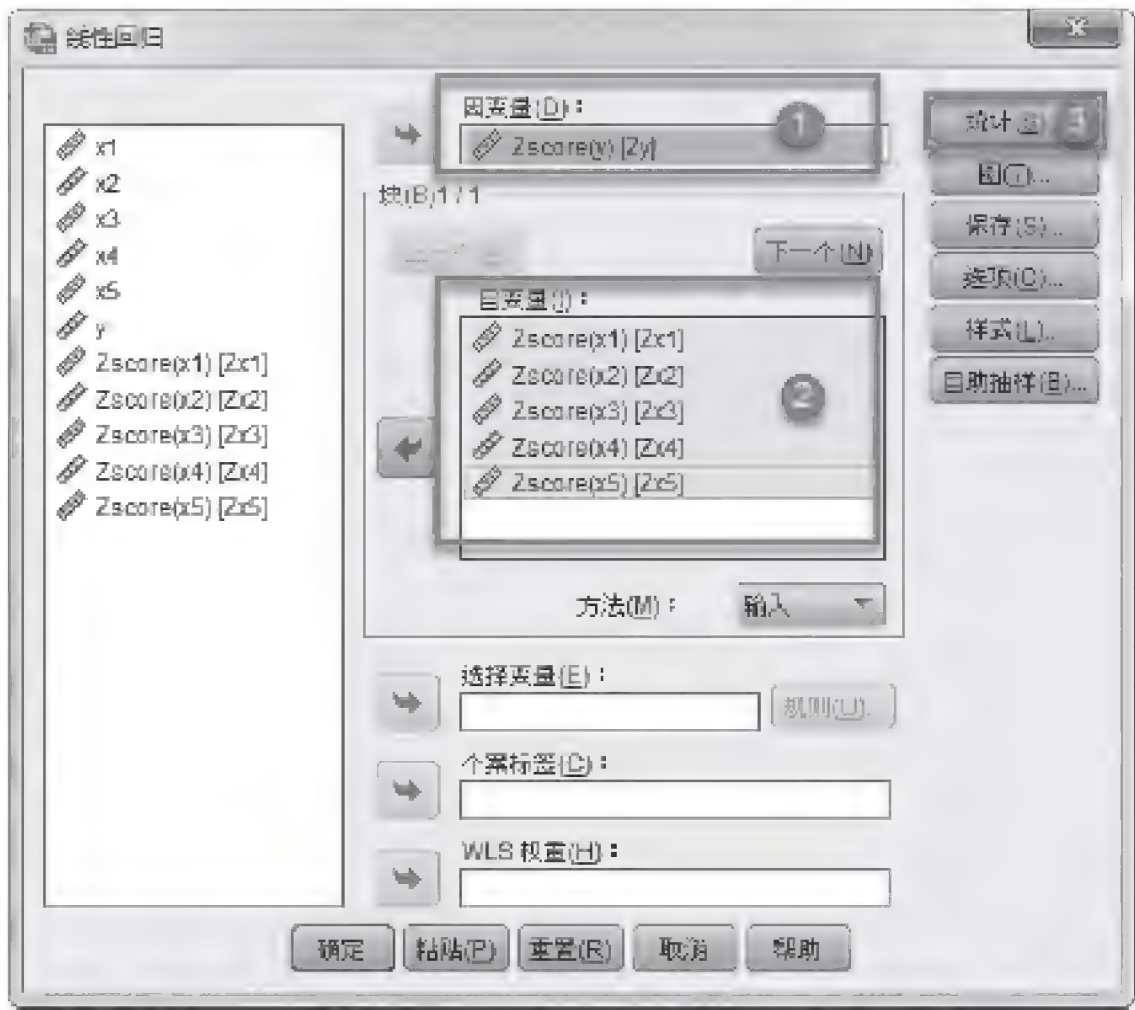 线性回归
因变量(D)：
1
Zscore(y) [Zy]
x1
x2
x3
x4
x5
y
Zscore(x1) [Zx1]
Zscore(x2) [Zx2]
Zscore(x3) [Zx3]
Zscore(x4) [Zx4]
Zscore(x5) [Zx5]
块(B)1 / 1
下一个(N)
自变量(I)：
Zscore(x1) [Zx1]
Zscore(x2) [Zx2]
Zscore(x3) [Zx3]
Zscore(x4) [Zx4]
Zscore(x5) [Zx5]
2
方法(M)： 输入
选择变量(E)：
规则(U)...
个案标签(C)：
WLS 权重(H)：
统计(S) 3
图(T)...
保存(S)...
选项(O)...
样式(L)...
自助抽样(B)...
确定 粘贴(P) 重置(R) 取消 帮助